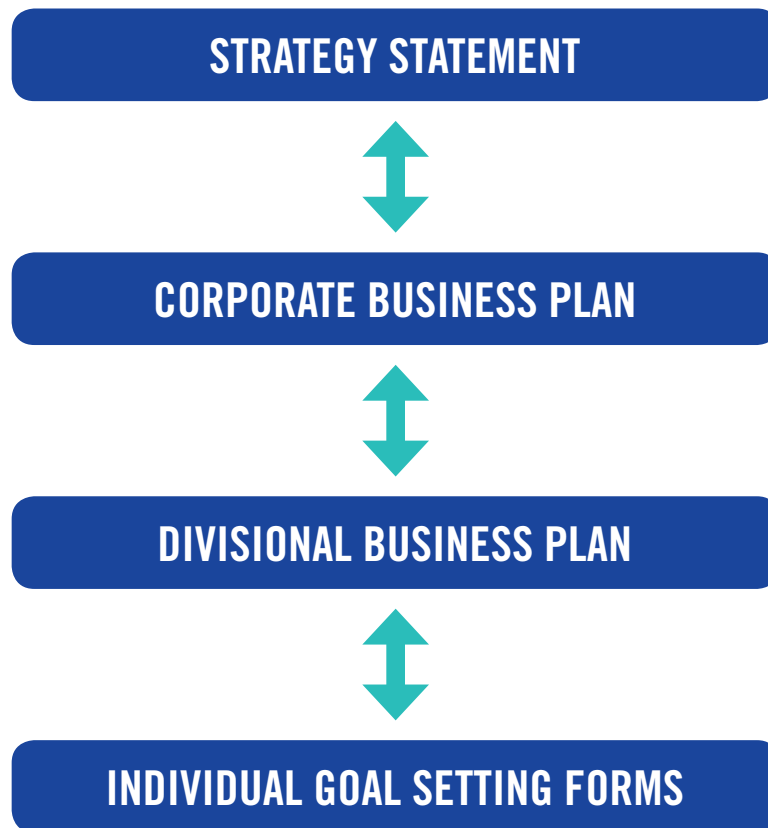 STRATEGY STATEMENT
CORPORATE BUSINESS PLAN
DIVISIONAL BUSINESS PLAN
INDIVIDUAL GOAL SETTING FORMS